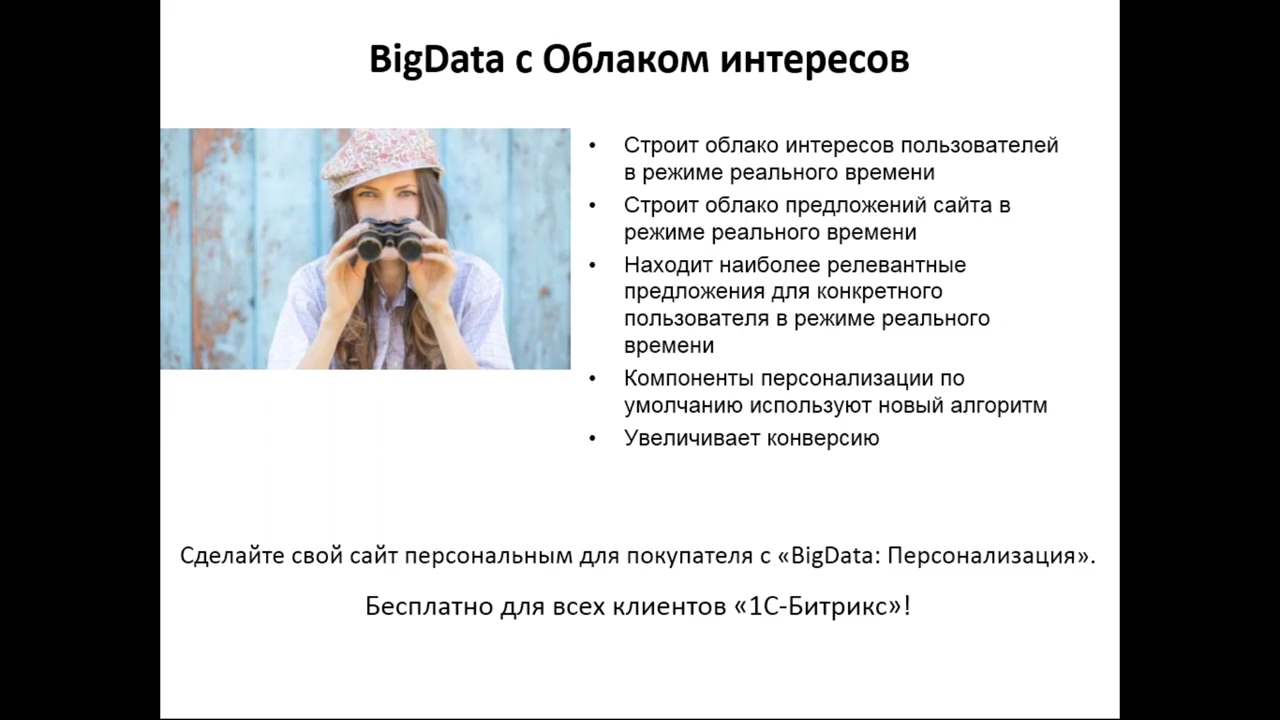 BigData с Облаком интересов
• Строит облако интересов пользователей
в режиме реального времени
• Строит облако предложений сайта в
режиме реального времени
• Находит наиболее релевантные
предложения для конкретного
пользователя в режиме реального
времени
• Компоненты персонализации по
умолчанию используют новый алгоритм
• Увеличивает конверсию
Сделайте свой сайт персональным для покупателя с «BigData: Персонализация».
Бесплатно для всех клиентов «1С-Битрикс»!